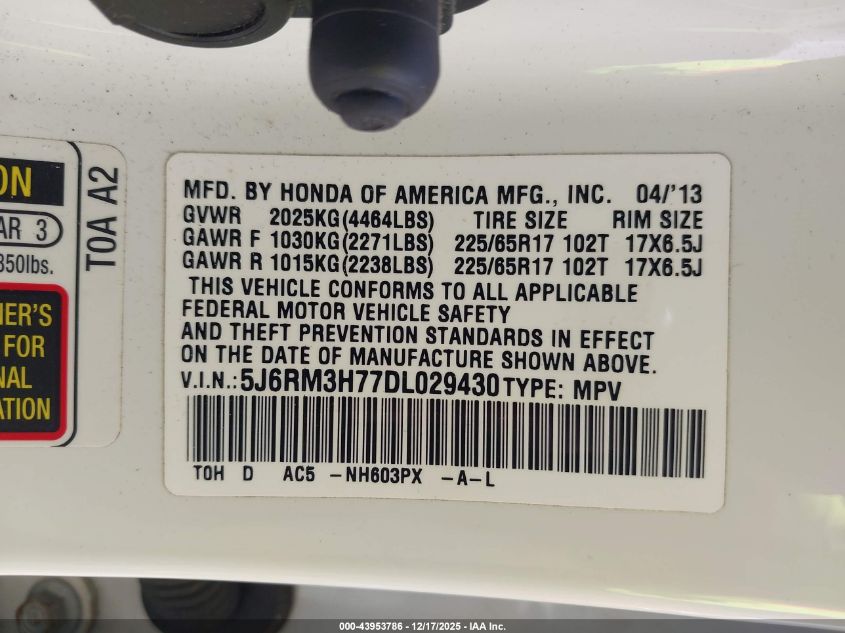 MFD. BY HONDA OF AMERICA MFG., INC. 04/'13
GVWR 2025KG(4464LBS) TIRE SIZE RIM SIZE
GAWR F 1030KG(2271LBS) 225/65R17 102T 17X6.5J
GAWR R 1015KG(2238LBS) 225/65R17 102T 17X6.5J
THIS VEHICLE CONFORMS TO ALL APPLICABLE
FEDERAL MOTOR VEHICLE SAFETY
AND THEFT PREVENTION STANDARDS IN EFFECT
ON THE DATE OF MANUFACTURE SHOWN ABOVE.
V.I.N.:5J6RM3H77DL029430 TYPE: MPV
T0H D AC5 -NH603PX -A-L
ON
AR 3
350lbs.
ER'S
FOR
NAL
ATION
T0A A2
000-43953786 - 12/17/2025 - IAA Inc.